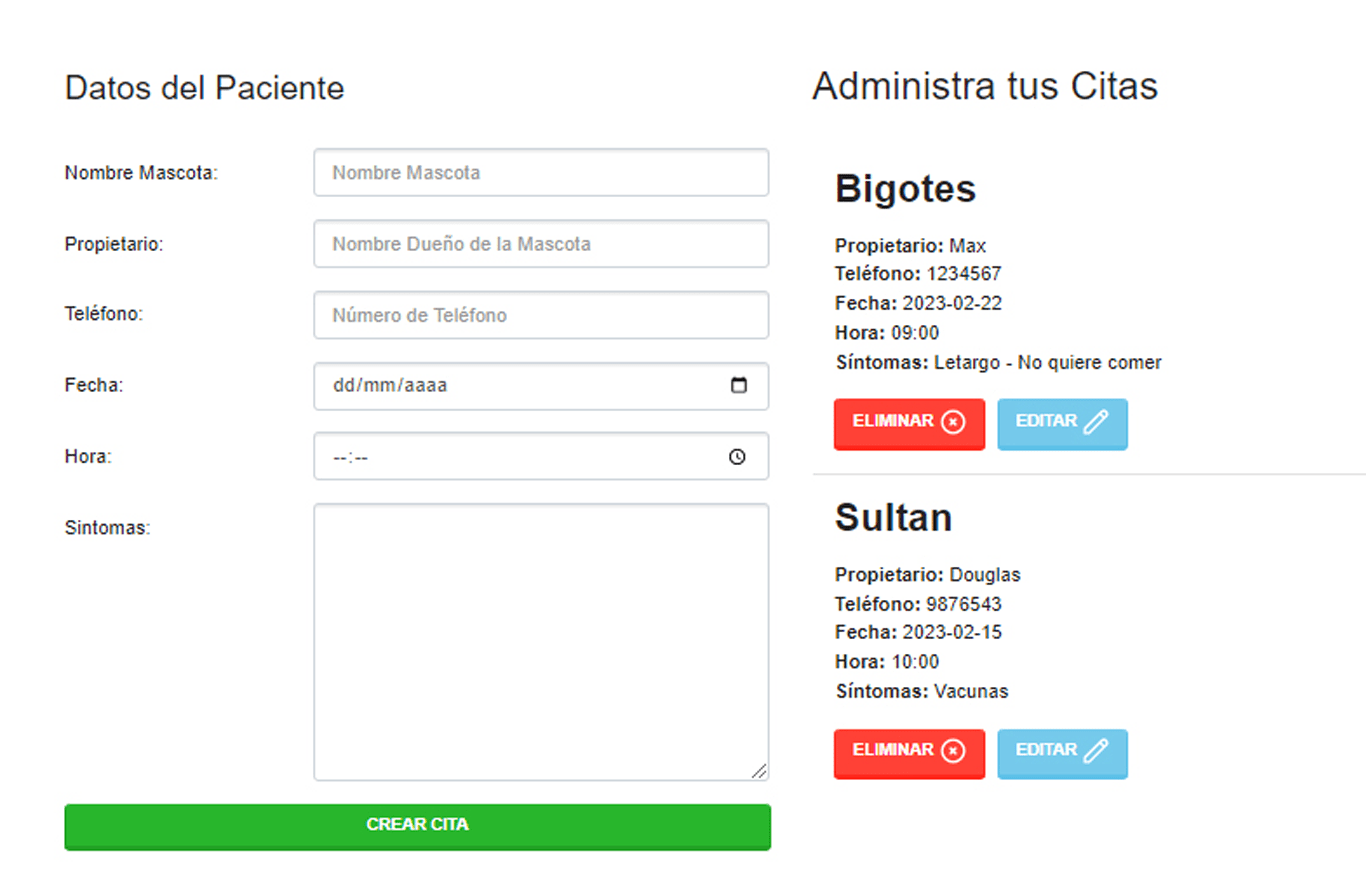 Datos del Paciente
Nombre Mascota:
Nombre Mascota
Propietario:
Nombre Dueño de la Mascota
Teléfono:
Número de Teléfono
Fecha:
dd/mm/aaaa
Hora:
--:--
Sintomas:
CREAR CITA
Administra tus Citas
Bigotes
Propietario: Max
Teléfono: 1234567
Fecha: 2023-02-22
Hora: 09:00
Síntomas: Letargo - No quiere comer
ELIMINAR
EDITAR
Sultan
Propietario: Douglas
Teléfono: 9876543
Fecha: 2023-02-15
Hora: 10:00
Síntomas: Vacunas
ELIMINAR
EDITAR